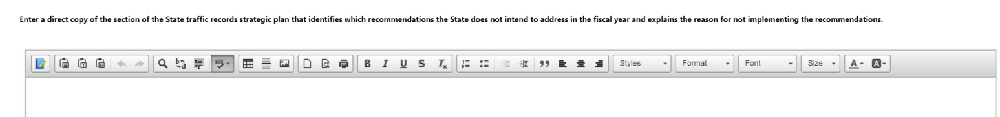 Enter a direct copy of the section of the State traffic records strategic plan that identifies which recommendations the State does not intend to address in the fiscal year and explains the reason for not implementing the recommendations.
B I U S Ix Styles Format Font Size A A